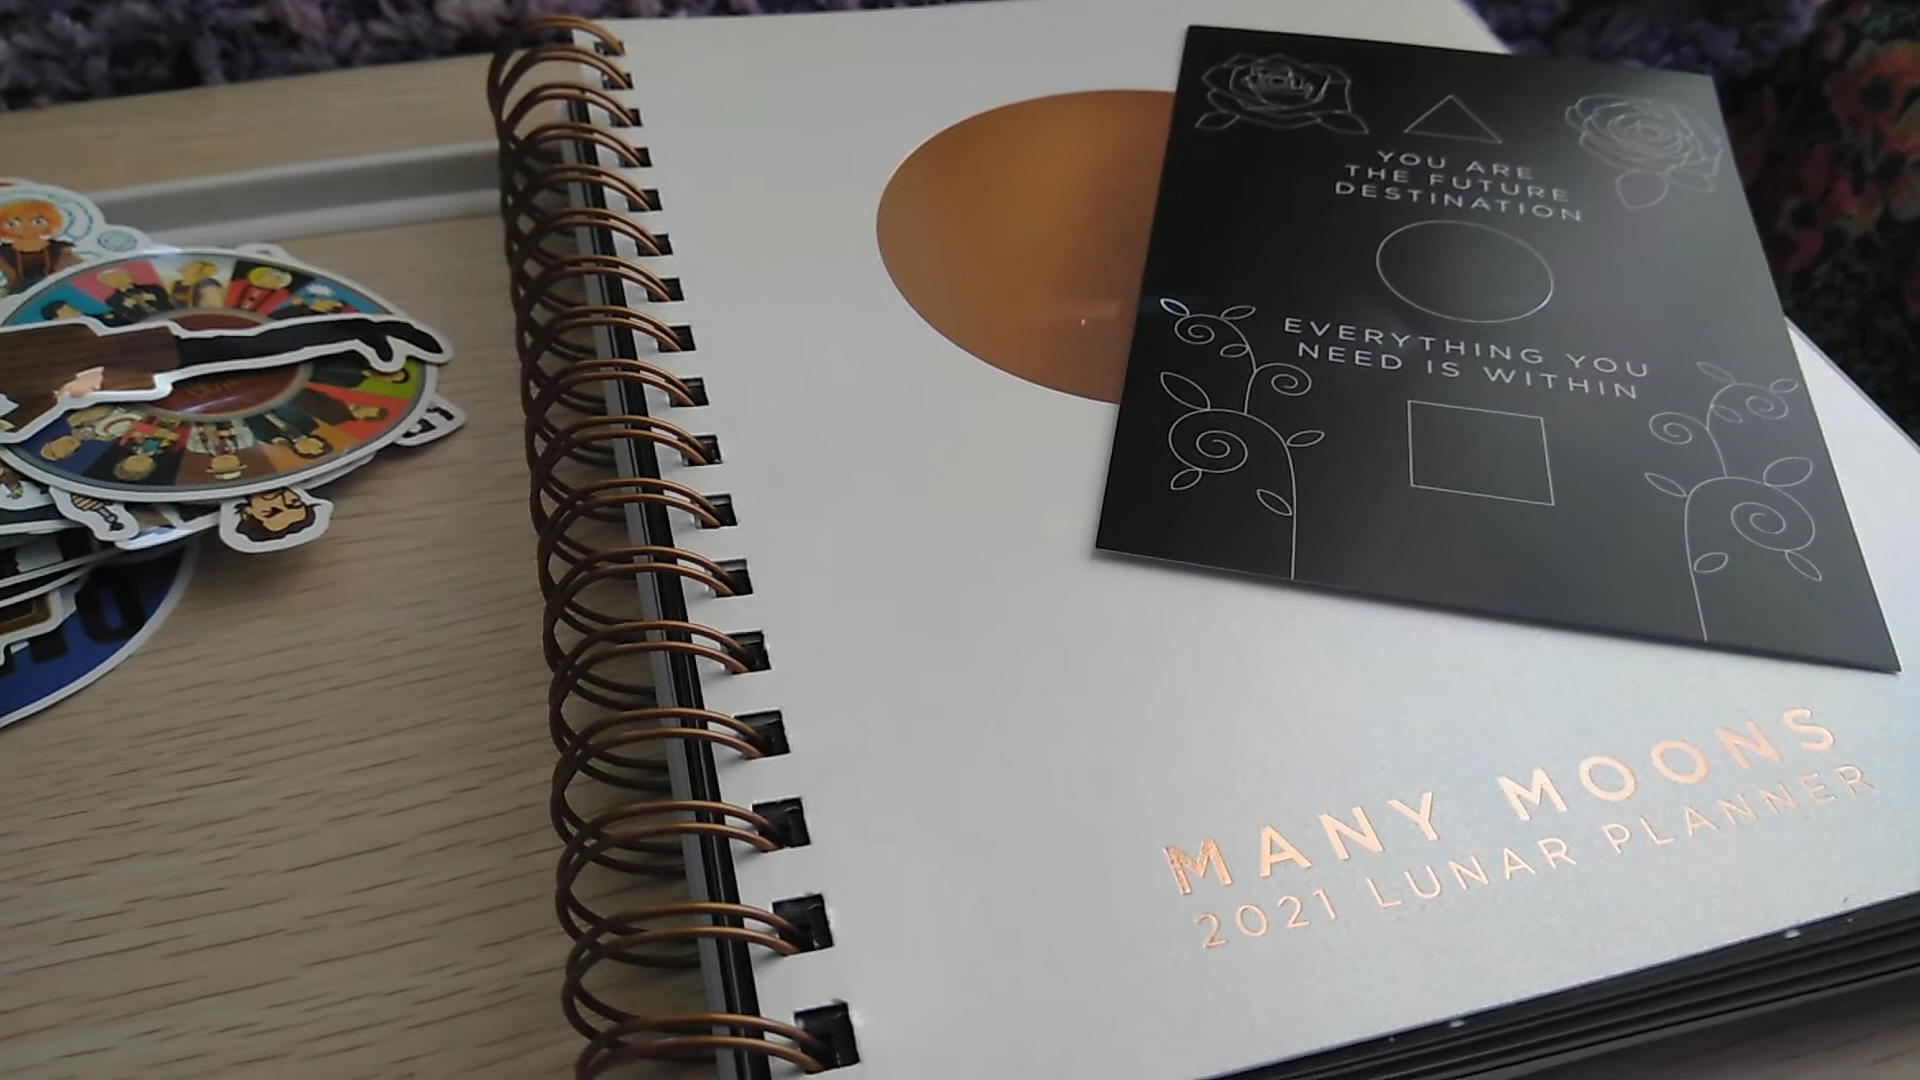 YOU ARE
THE FUTURE
DESTINATION
EVERYTHING YOU
NEED IS WITHIN
MANY MOONS
2021 LUNAR PLANNER